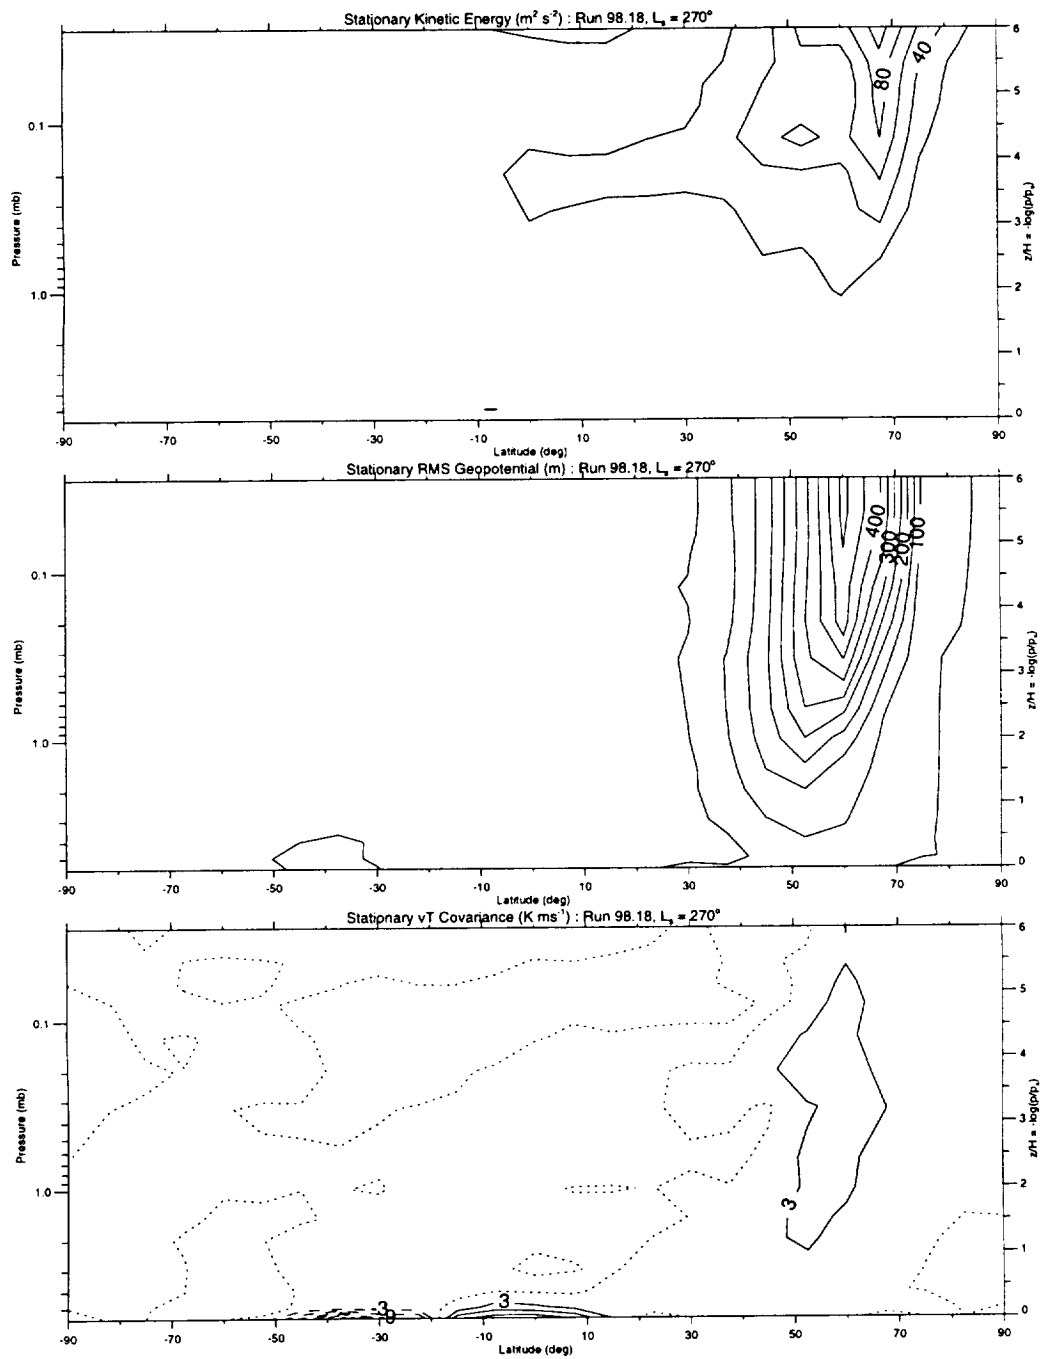 Stationary Kinetic Energy (m² s⁻²) : Run 98.18, Lₛ = 270°
6
40
80
5
0.1
4
Pressure (mb)
z/H = -log(p/pₛ)
3
1.0
2
1
0
-90 -70 -50 -30 -10 10 30 50 70 90
Latitude (deg)
Stationary RMS Geopotential (m) : Run 98.18, Lₛ = 270°
6
400
300
200
100
5
0.1
4
Pressure (mb)
z/H = -log(p/pₛ)
3
1.0
2
1
0
-90 -70 -50 -30 -10 10 30 50 70 90
Latitude (deg)
Stationary vT Covariance (K ms⁻¹) : Run 98.18, Lₛ = 270°
6
5
0.1
4
Pressure (mb)
z/H = -log(p/pₛ)
3
1.0
2
3
1
3
3
9
0
-90 -70 -50 -30 -10 10 30 50 70 90
Latitude (deg)